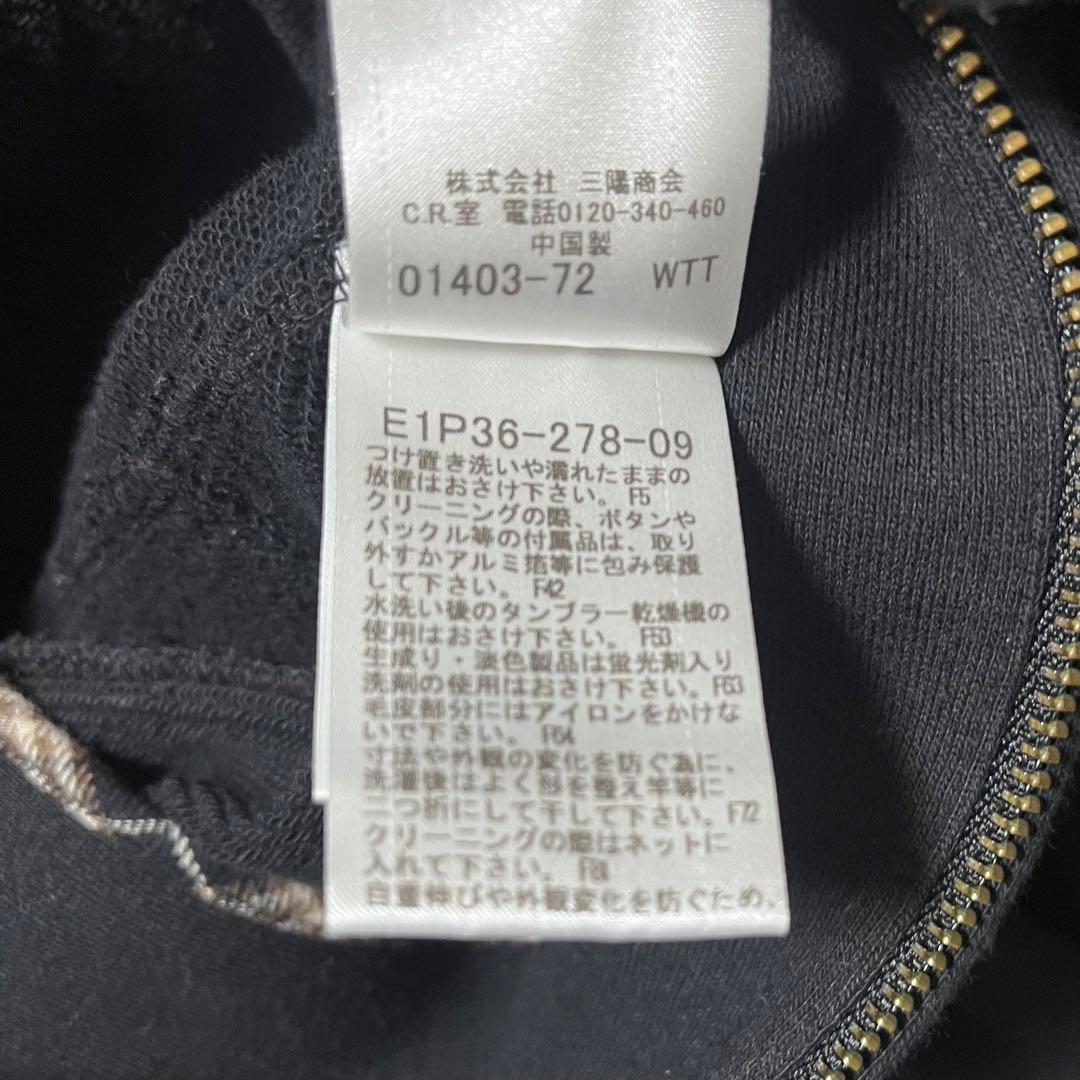 株式会社 三陽商会
C.R.室 電話0120-340-460
中国製
01403-72 WTT
E1P36-278-09
つけ置き洗いや濡れたままの
放置はおさけ下さい。 F5
クリーニングの際、ボタンや
バックル等の付属品は、取り
外すかアルミ箔等に包み保護
して下さい。 F42
水洗い後のタンブラー乾燥機の
使用はおさけ下さい。 F53
生成り・淡色製品は蛍光剤入り
洗剤の使用はおさけ下さい。F63
毛皮部分にはアイロンをかけな
いで下さい。 F64
寸法や外観の変化を防ぐ為に、
洗濯後はよく形を整え竿等に
二つ折にして干して下さい。F72
クリーニングの際はネットに
入れて下さい。
自重伸びや外観変化を防ぐため、